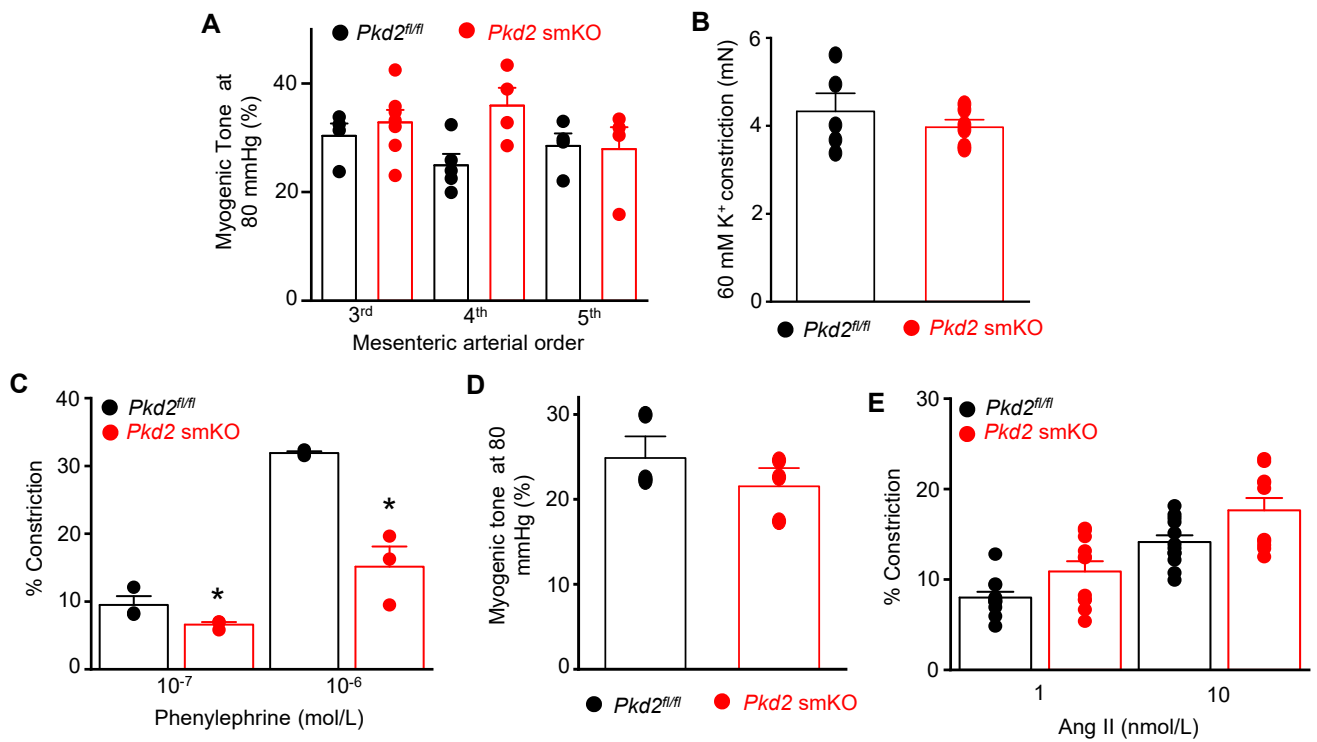 A
Pkd2fl/fl
Pkd2 smKO
Myogenic Tone at
80 mmHg (%)
40
20
0
3rd
4th
5th
Mesenteric arterial order
B
60 mM K+ constriction (mN)
6
4
2
0
Pkd2fl/fl
Pkd2 smKO
C
Pkd2fl/fl
Pkd2 smKO
% Constriction
40
30
20
10
0
*
*
10-7
10-6
Phenylephrine (mol/L)
D
Myogenic tone at 80
mmHg (%)
30
20
10
0
Pkd2fl/fl
Pkd2 smKO
E
Pkd2fl/fl
Pkd2 smKO
% Constriction
30
20
10
0
1
10
Ang II (nmol/L)